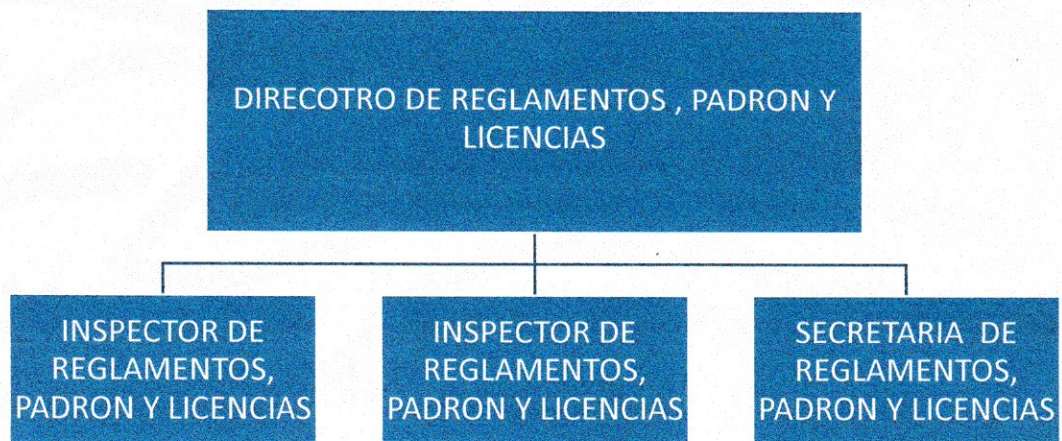 DIRECOTRO DE REGLAMENTOS , PADRON Y
LICENCIAS
INSPECTOR DE
REGLAMENTOS,
PADRON Y LICENCIAS
INSPECTOR DE
REGLAMENTOS,
PADRON Y LICENCIAS
SECRETARIA DE
REGLAMENTOS,
PADRON Y LICENCIAS